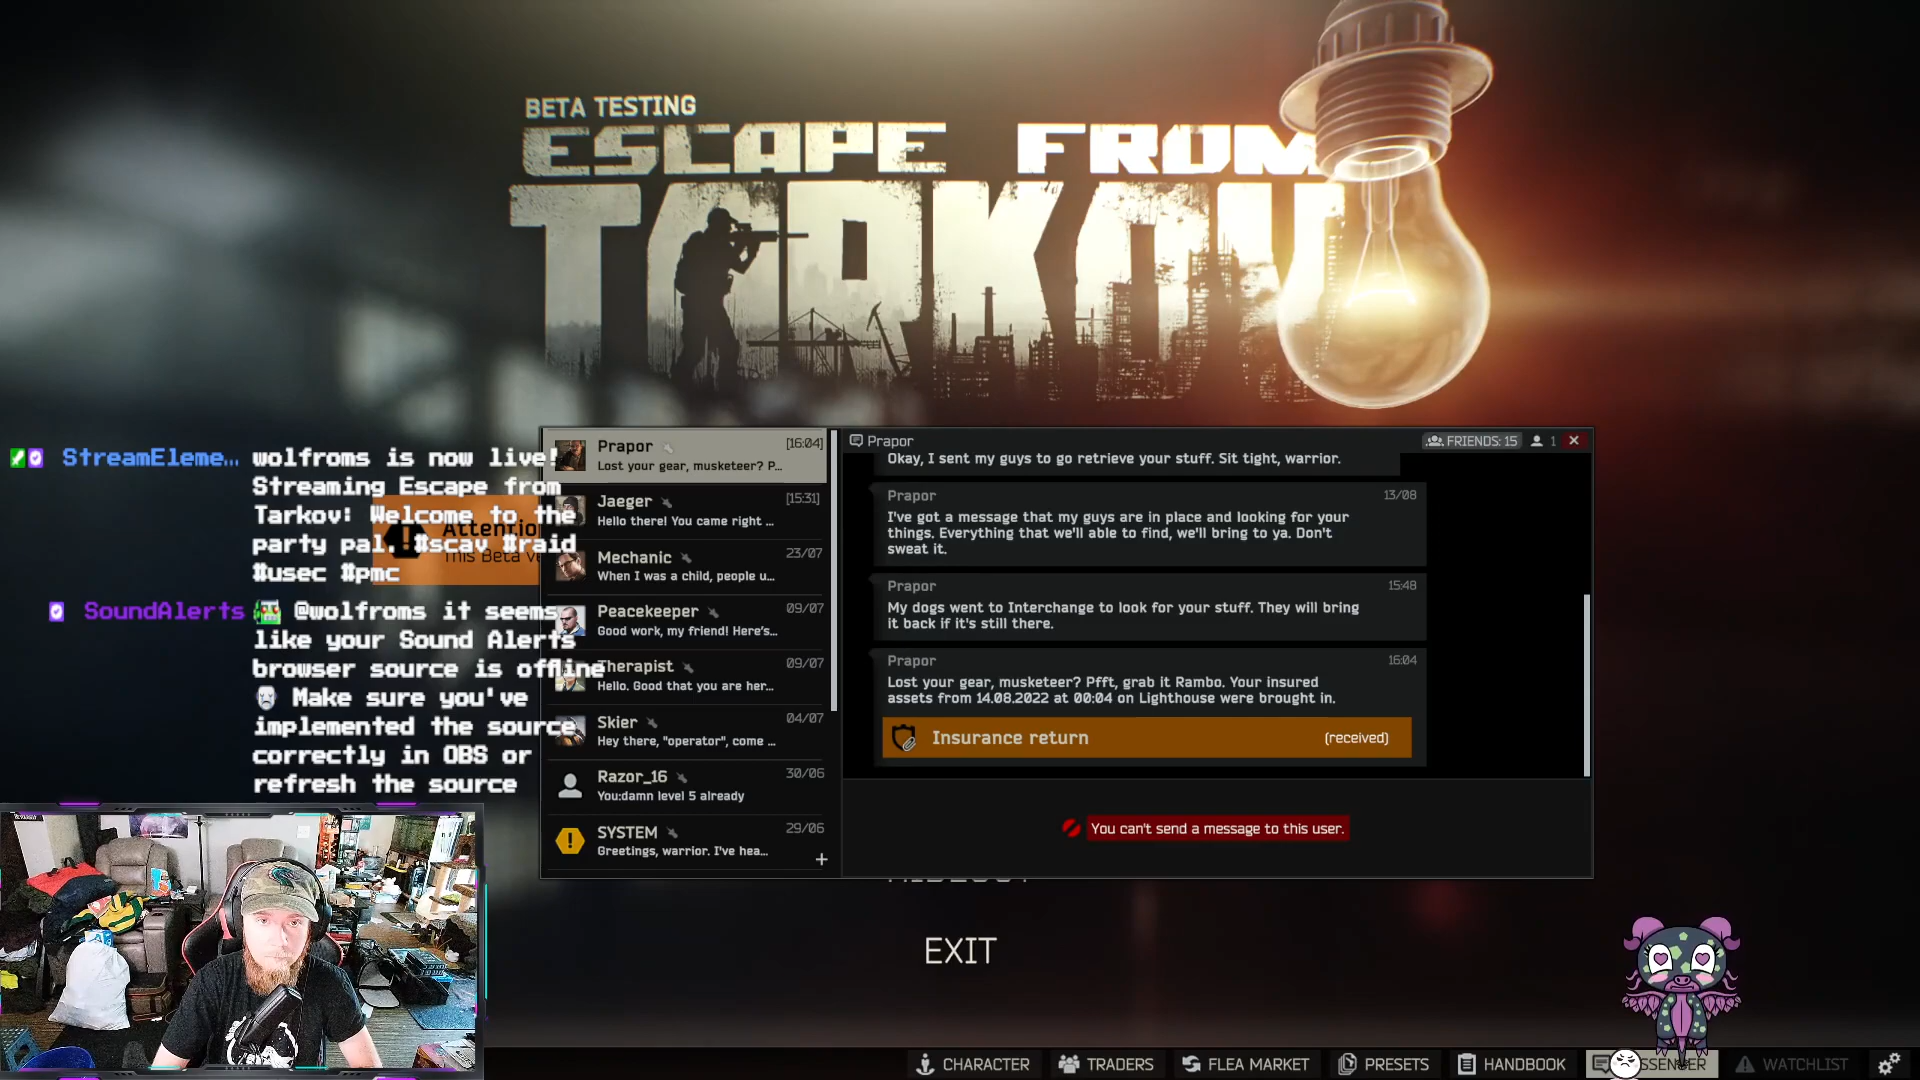 BETA TESTING
ESCAPE FROM
TARKOV
StreamEleme...
wolfroms is now live!
Streaming Escape from
Tarkov: Welcome to the
party pal. #scav #raid
#usec #pmc
Attentio
This Beta ve
SoundAlerts
@wolfroms it seems
like your Sound Alerts
browser source is offline
Make sure you've
implemented the source
correctly in OBS or
refresh the source
Prapor [16:04]
Lost your gear, musketeer? P...
Jaeger [15:31]
Hello there! You came right ...
Mechanic 23/07
When I was a child, people u...
Peacekeeper 09/07
Good work, my friend! Here's...
Therapist 09/07
Hello. Good that you are her...
Skier 04/07
Hey there, "operator", come ...
Razor_16 30/06
You:damn level 5 already
SYSTEM 29/06
Greetings, warrior. I've hea...
+
Prapor
FRIENDS: 15
1
Okay, I sent my guys to go retrieve your stuff. Sit tight, warrior.
Prapor 13/08
I've got a message that my guys are in place and looking for your
things. Everything that we'll able to find, we'll bring to ya. Don't
sweat it.
Prapor 15:48
My dogs went to Interchange to look for your stuff. They will bring
it back if it's still there.
Prapor 16:04
Lost your gear, musketeer? Pfft, grab it Rambo. Your insured
assets from 14.08.2022 at 00:04 on Lighthouse were brought in.
Insurance return (received)
You can't send a message to this user.
EXIT
CHARACTER
TRADERS
FLEA MARKET
PRESETS
HANDBOOK
SSENGER
WATCHLIST